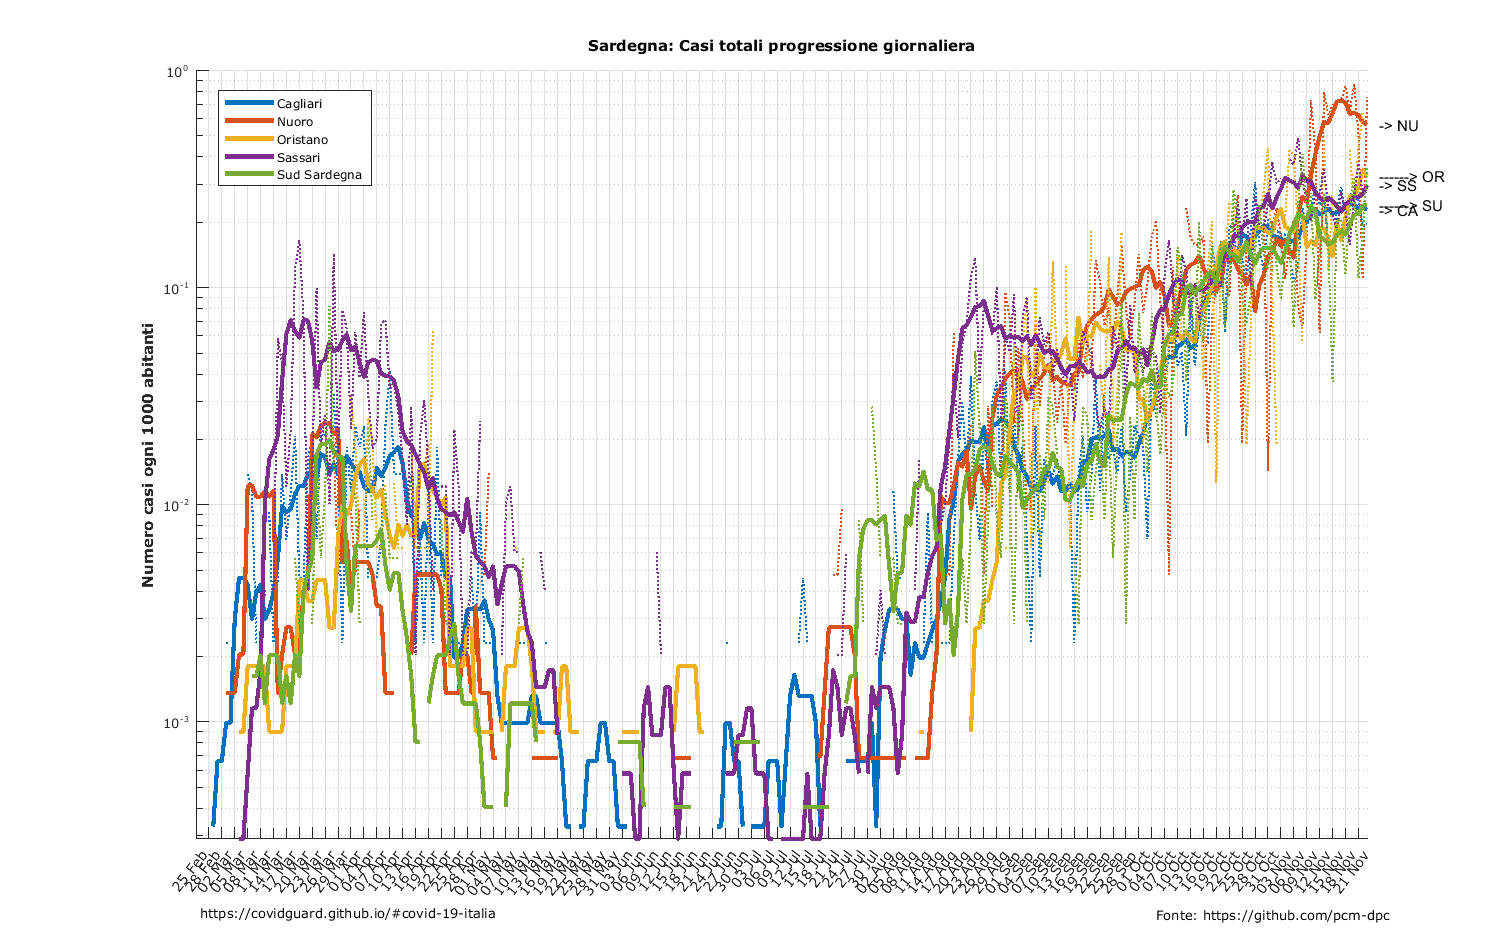 Sardegna: Casi totali progressione giornaliera
Numero casi ogni 1000 abitanti
10^0
10^-1
10^-2
10^-3
Cagliari
Nuoro
Oristano
Sassari
Sud Sardegna
-> NU
------> OR
-> SS
------> SU
-> CA
25 Feb
28 Feb
02 Mar
05 Mar
08 Mar
11 Mar
14 Mar
17 Mar
20 Mar
23 Mar
26 Mar
29 Mar
01 Apr
04 Apr
07 Apr
10 Apr
13 Apr
16 Apr
19 Apr
22 Apr
25 Apr
28 Apr
01 May
04 May
07 May
10 May
13 May
16 May
19 May
22 May
25 May
28 May
31 May
03 Jun
06 Jun
09 Jun
12 Jun
15 Jun
18 Jun
21 Jun
24 Jun
27 Jun
30 Jun
03 Jul
06 Jul
09 Jul
12 Jul
15 Jul
18 Jul
21 Jul
24 Jul
27 Jul
30 Jul
02 Aug
05 Aug
08 Aug
11 Aug
14 Aug
17 Aug
20 Aug
23 Aug
26 Aug
29 Aug
01 Sep
04 Sep
07 Sep
10 Sep
13 Sep
16 Sep
19 Sep
22 Sep
25 Sep
28 Sep
01 Oct
04 Oct
07 Oct
10 Oct
13 Oct
16 Oct
19 Oct
22 Oct
25 Oct
28 Oct
31 Oct
03 Nov
06 Nov
09 Nov
12 Nov
15 Nov
18 Nov
21 Nov
https://covidguard.github.io/#covid-19-italia
Fonte: https://github.com/pcm-dpc